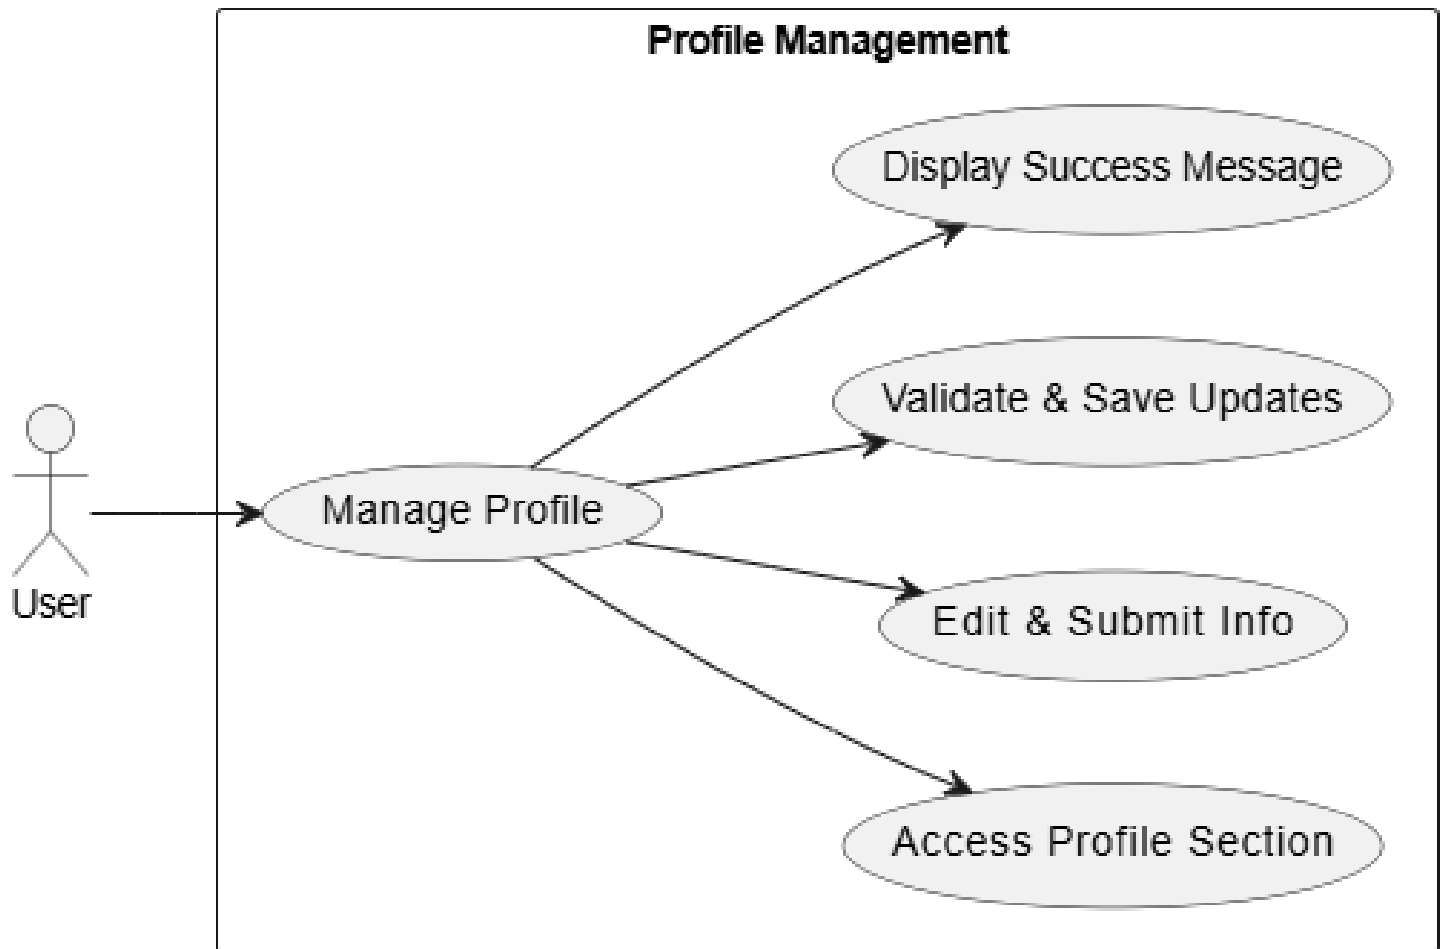 Profile Management
Display Success Message
Validate & Save Updates
Manage Profile
Edit & Submit Info
User
Access Profile Section